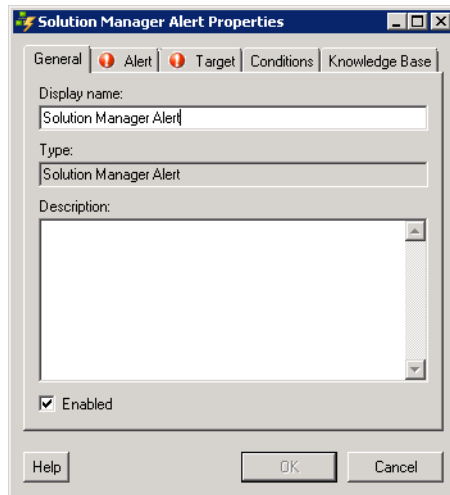 Solution Manager Alert Properties
General Alert Target Conditions Knowledge Base
Display name:
Solution Manager Alert
Type:
Solution Manager Alert
Description:
Enabled
Help OK Cancel